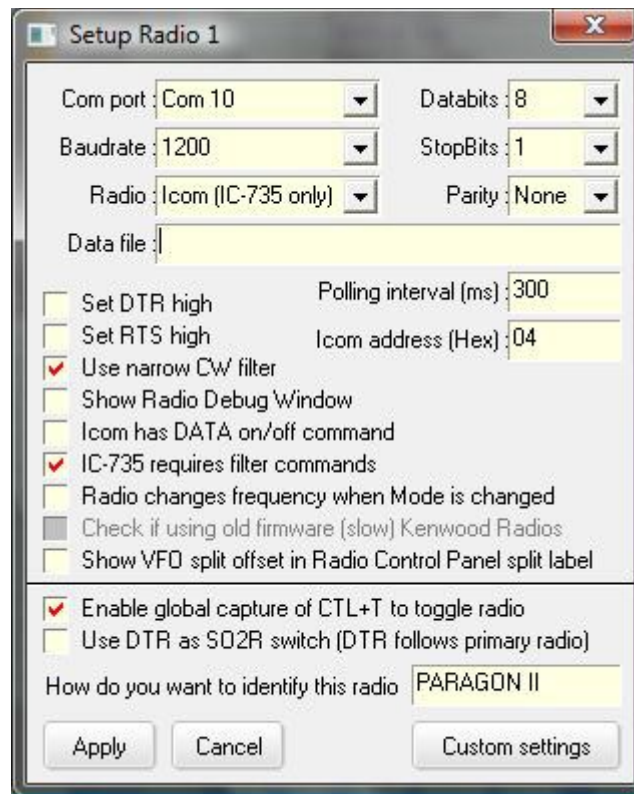 Setup Radio 1
Com port : Com 10 Databits : 8
Baudrate : 1200 StopBits : 1
Radio : Icom (IC-735 only) Parity : None
Data file :
Polling interval (ms) : 300
Set DTR high
Set RTS high
Icom address (Hex) : 04
Use narrow CW filter
Show Radio Debug Window
Icom has DATA on/off command
IC-735 requires filter commands
Radio changes frequency when Mode is changed
Check if using old firmware (slow) Kenwood Radios
Show VFO split offset in Radio Control Panel split label
Enable global capture of CTL+T to toggle radio
Use DTR as SO2R switch (DTR follows primary radio)
How do you want to identify this radio PARAGON II
Apply Cancel Custom settings